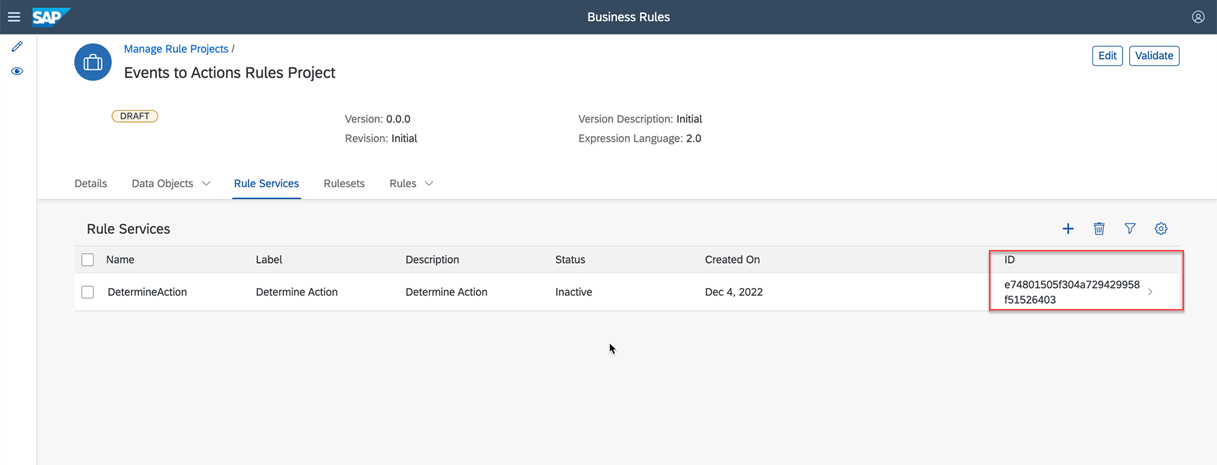 SAP Business Rules
Manage Rule Projects /
Events to Actions Rules Project
Edit Validate
DRAFT
Version: 0.0.0 Version Description: Initial
Revision: Initial Expression Language: 2.0
Details Data Objects Rule Services Rulesets Rules
Rule Services
Name Label Description Status Created On ID
DetermineAction Determine Action Determine Action Inactive Dec 4, 2022 e74801505f304a729429958
f51526403